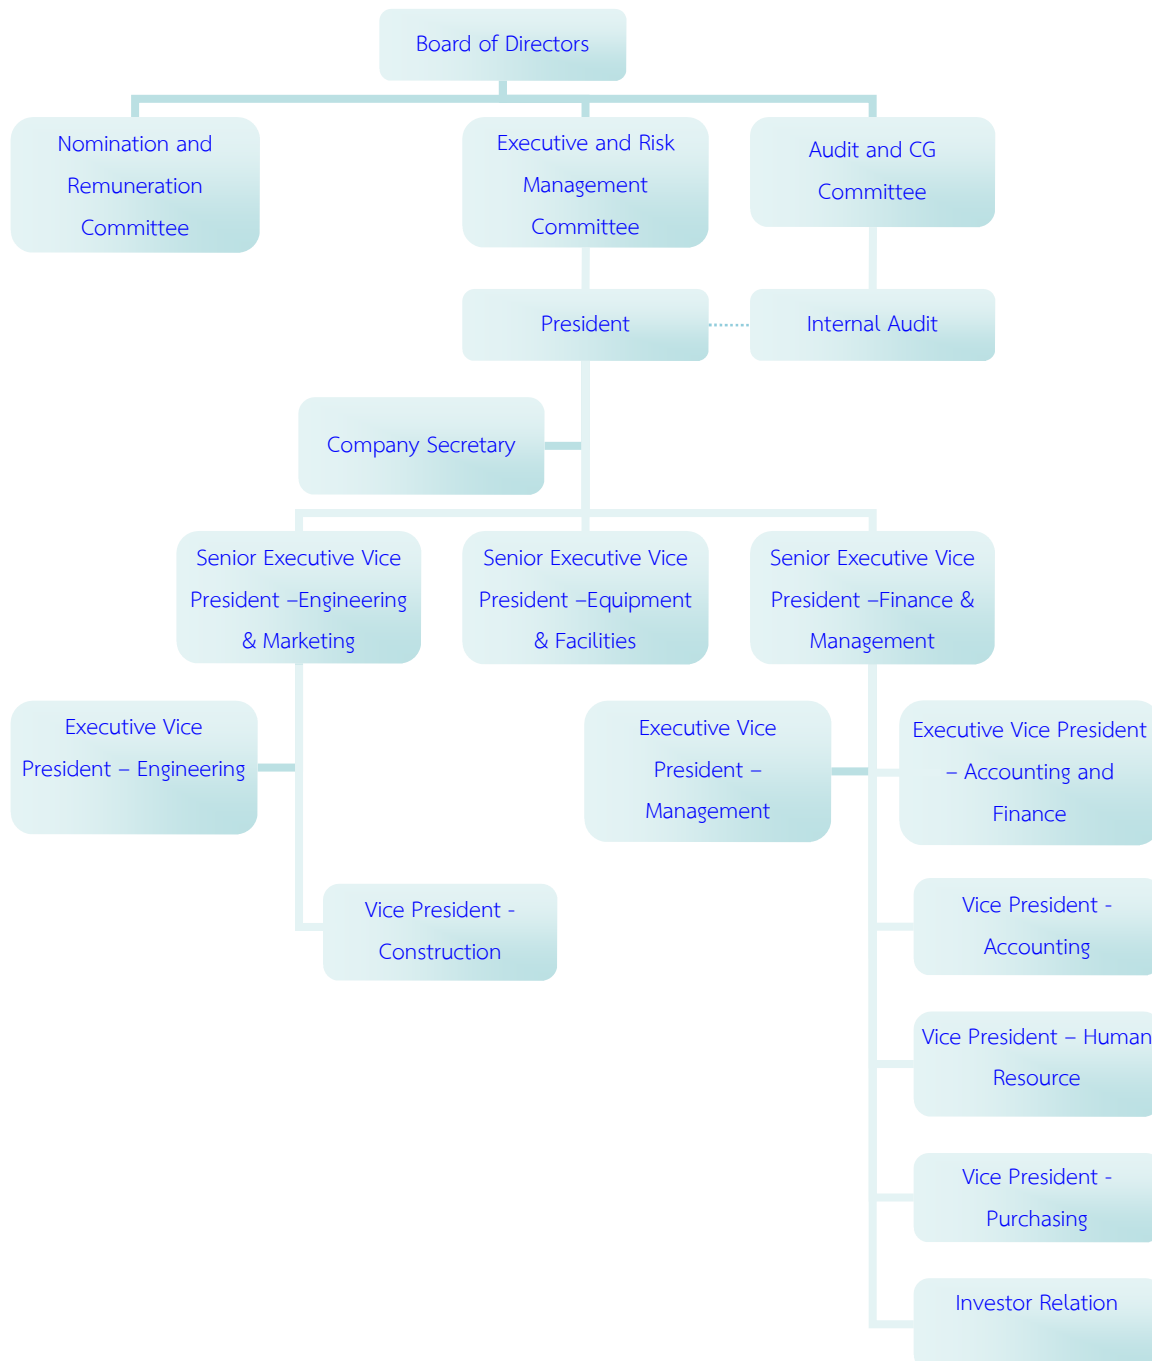 Board of Directors
Nomination and
Remuneration
Committee
Executive and Risk
Management
Committee
Audit and CG
Committee
President
Internal Audit
Company Secretary
Senior Executive Vice
President –Engineering
& Marketing
Senior Executive Vice
President –Equipment
& Facilities
Senior Executive Vice
President –Finance &
Management
Executive Vice
President – Engineering
Executive Vice
President –
Management
Executive Vice President
– Accounting and
Finance
Vice President -
Construction
Vice President -
Accounting
Vice President – Human
Resource
Vice President -
Purchasing
Investor Relation